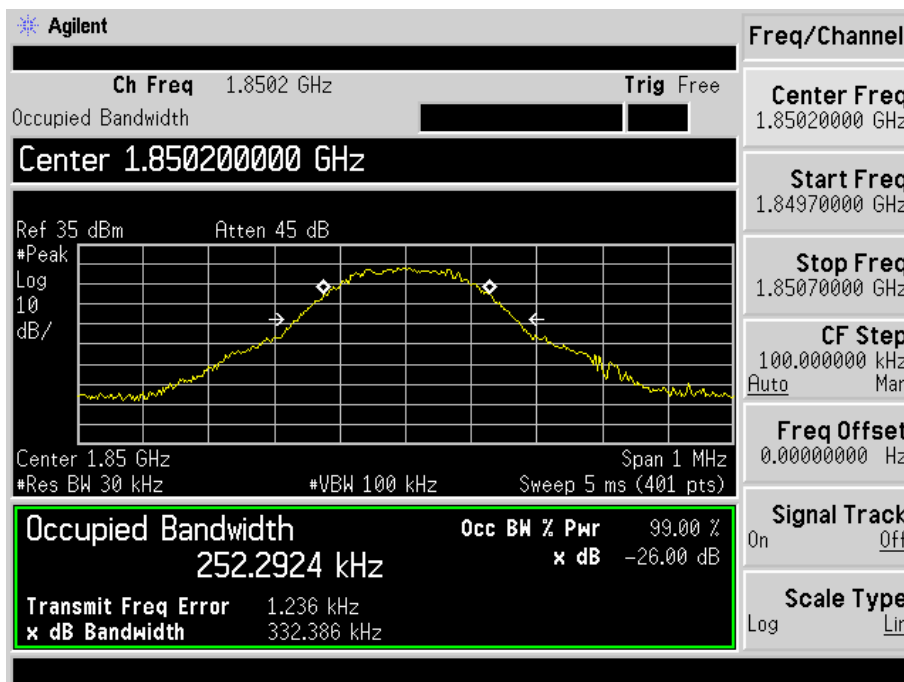 Agilent
Freq/Channel
Ch Freq 1.8502 GHz Trig Free
Occupied Bandwidth
Center 1.850200000 GHz
Ref 35 dBm Atten 45 dB
#Peak
Log
10
dB/
Center 1.85 GHz Span 1 MHz
#Res BW 30 kHz #VBW 100 kHz Sweep 5 ms (401 pts)
Occupied Bandwidth
252.2924 kHz
Occ BW % Pwr 99.00 %
x dB -26.00 dB
Transmit Freq Error 1.236 kHz
x dB Bandwidth 332.386 kHz
Center Freq
1.85020000 GHz
Start Freq
1.84970000 GHz
Stop Freq
1.85070000 GHz
CF Step
100.000000 kHz
Auto Man
Freq Offset
0.00000000 Hz
Signal Track
On Off
Scale Type
Log Lin